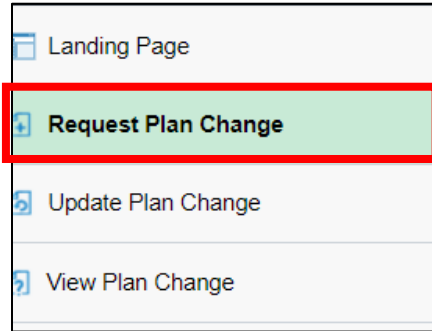 Landing Page
Request Plan Change
Update Plan Change
View Plan Change